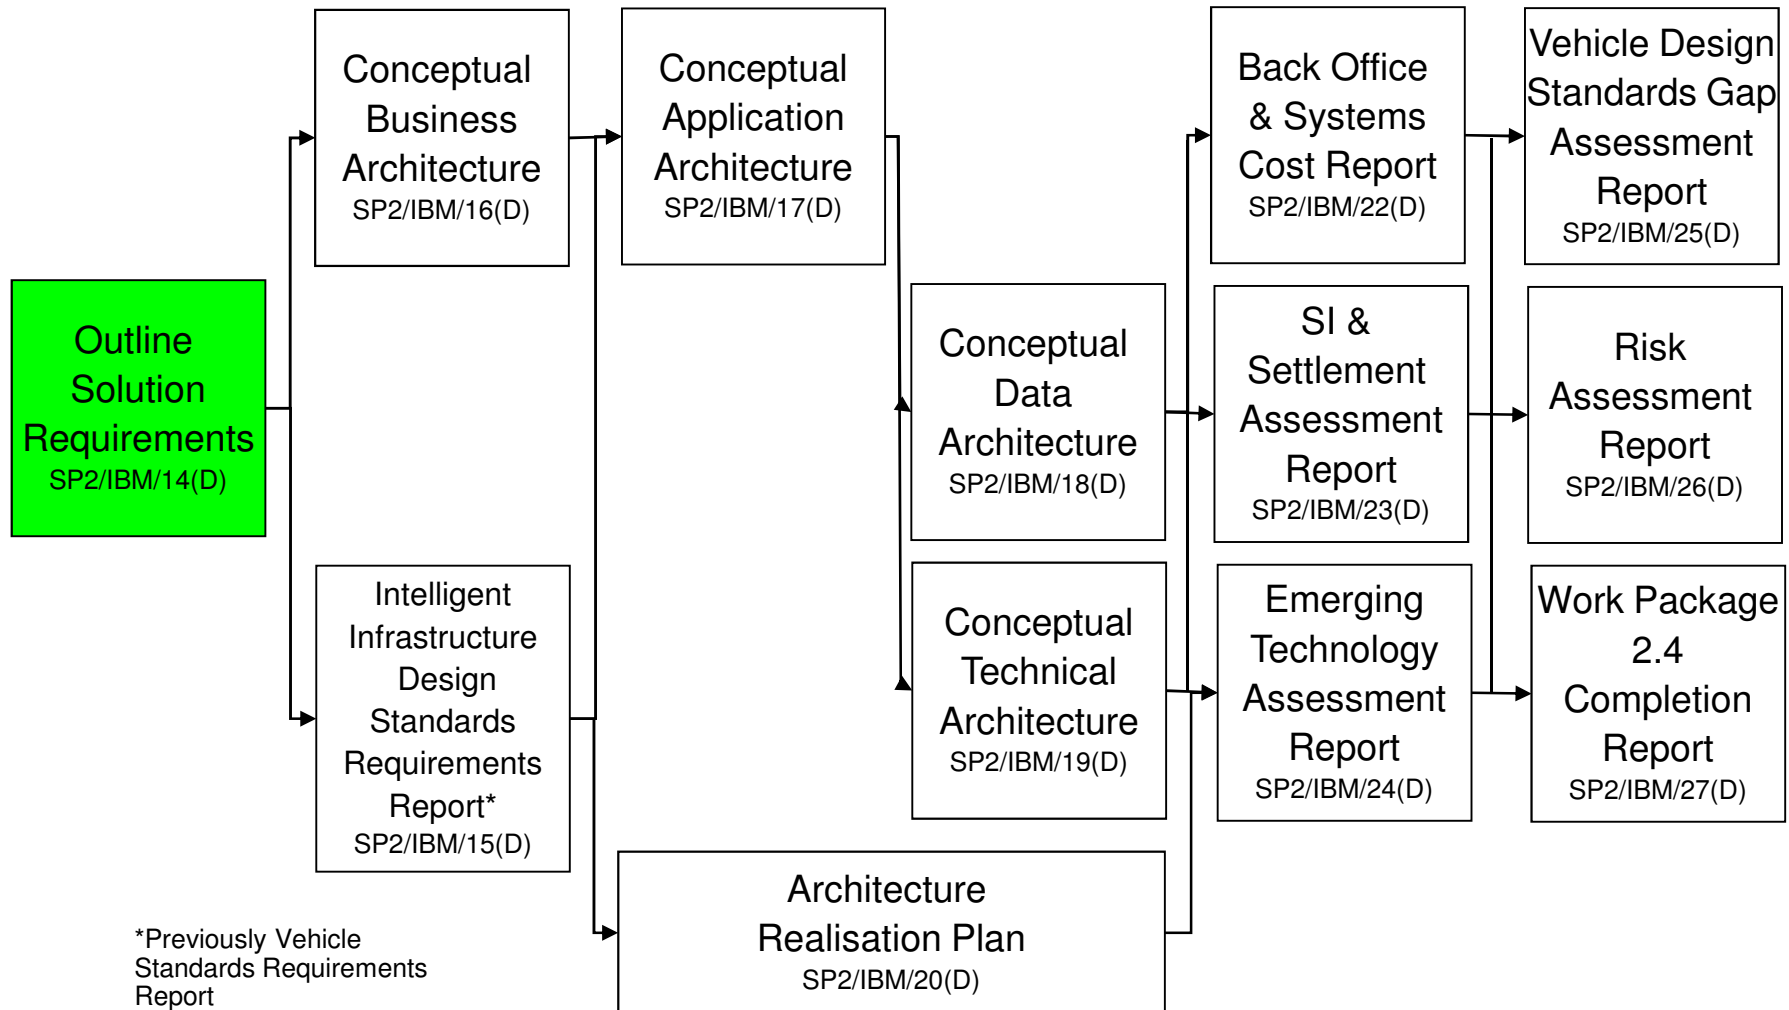 Outline
Solution
Requirements
SP2/IBM/14(D)
Conceptual
Business
Architecture
SP2/IBM/16(D)
Intelligent
Infrastructure
Design
Standards
Requirements
Report*
SP2/IBM/15(D)
*Previously Vehicle
Standards Requirements
Report
Conceptual
Application
Architecture
SP2/IBM/17(D)
Conceptual
Data
Architecture
SP2/IBM/18(D)
Conceptual
Technical
Architecture
SP2/IBM/19(D)
Architecture
Realisation Plan
SP2/IBM/20(D)
Back Office
& Systems
Cost Report
SP2/IBM/22(D)
SI &
Settlement
Assessment
Report
SP2/IBM/23(D)
Emerging
Technology
Assessment
Report
SP2/IBM/24(D)
Vehicle Design
Standards Gap
Assessment
Report
SP2/IBM/25(D)
Risk
Assessment
Report
SP2/IBM/26(D)
Work Package
2.4
Completion
Report
SP2/IBM/27(D)